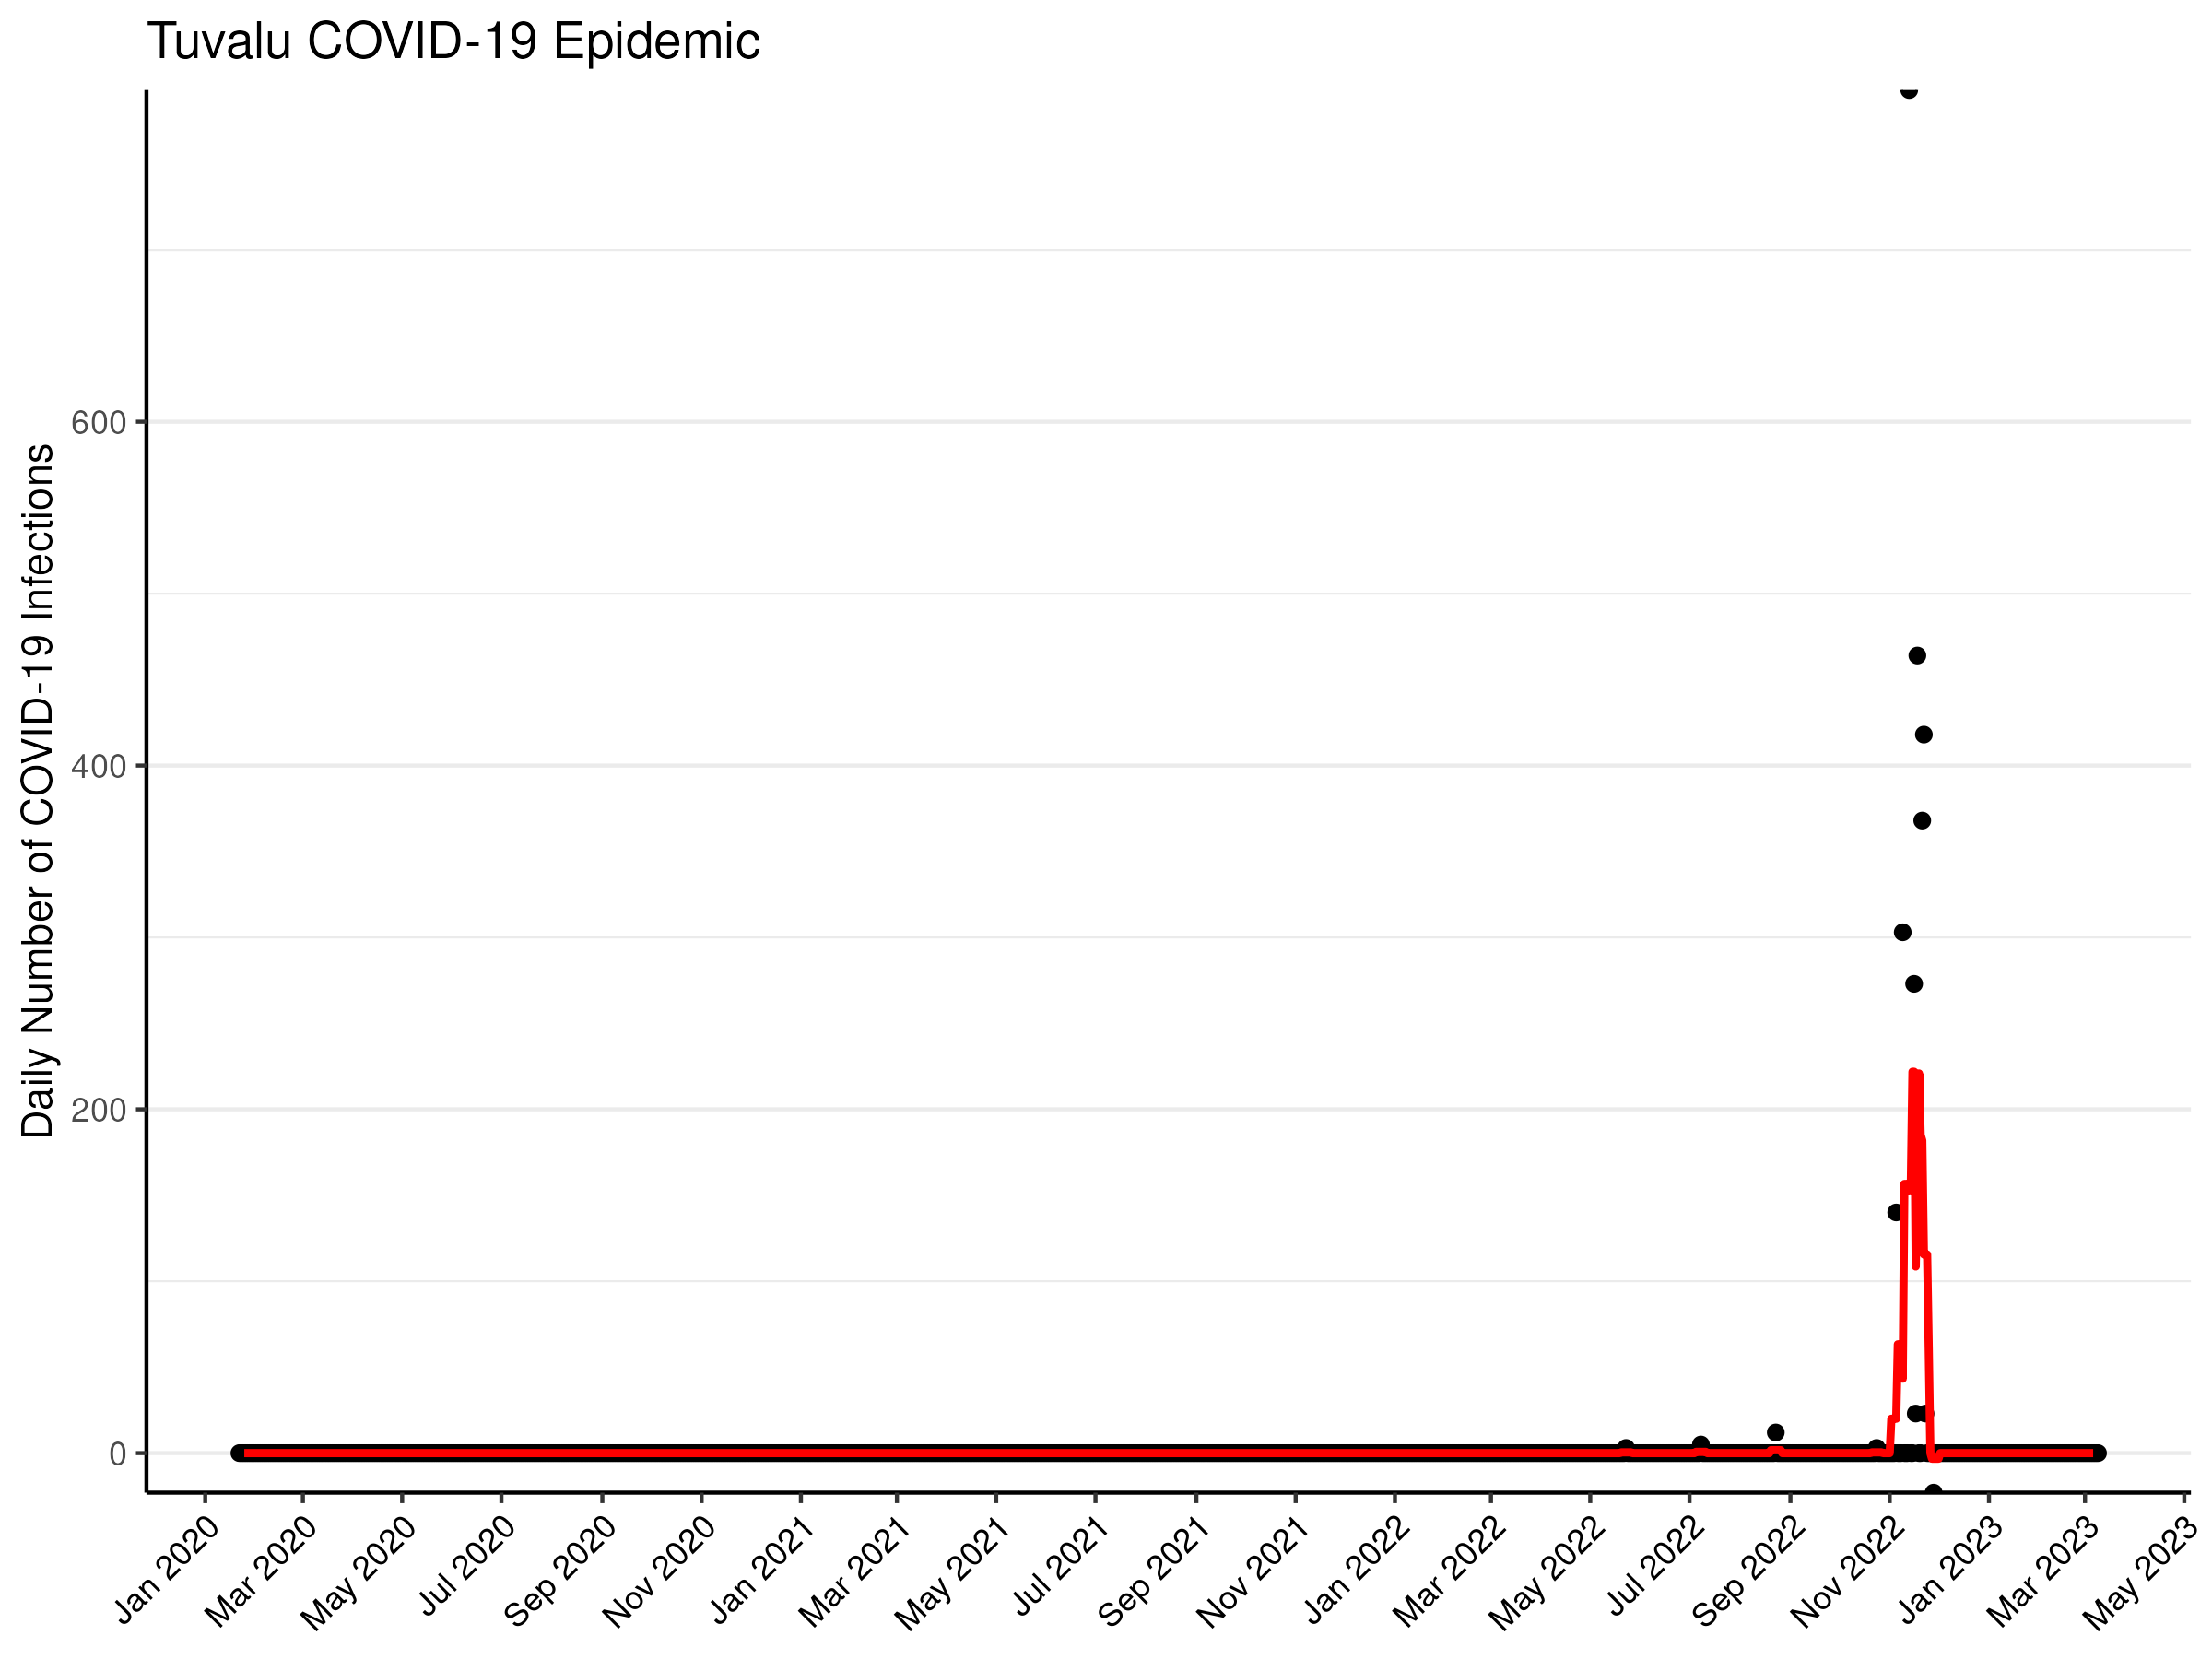 Tuvalu COVID-19 Epidemic
Daily Number of COVID-19 Infections
600
400
200
0
Jan 2020
Mar 2020
May 2020
Jul 2020
Sep 2020
Nov 2020
Jan 2021
Mar 2021
May 2021
Jul 2021
Sep 2021
Nov 2021
Jan 2022
Mar 2022
May 2022
Jul 2022
Sep 2022
Nov 2022
Jan 2023
Mar 2023
May 2023